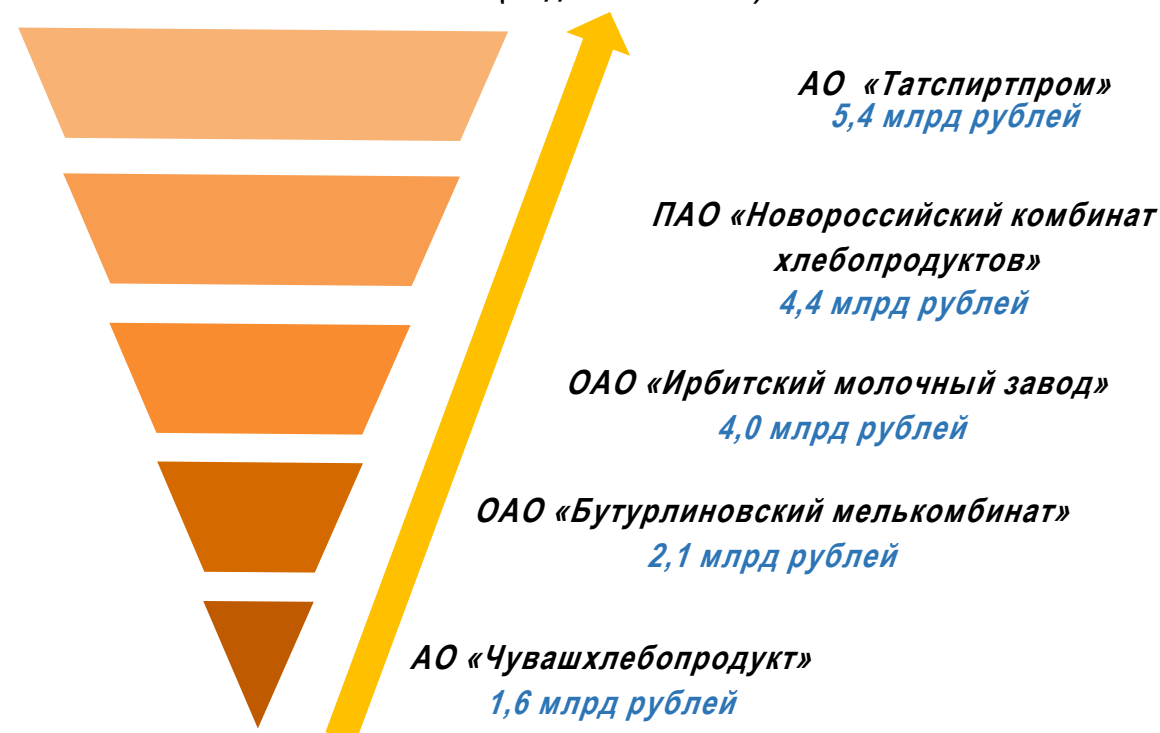 АО «Татспиртпром»
5,4 млрд рублей
ПАО «Новороссийский комбинат
хлебопродуктов»
4,4 млрд рублей
ОАО «Ирбитский молочный завод»
4,0 млрд рублей
ОАО «Бутурлиновский мелькомбинат»
2,1 млрд рублей
АО «Чувашхлебопродукт»
1,6 млрд рублей